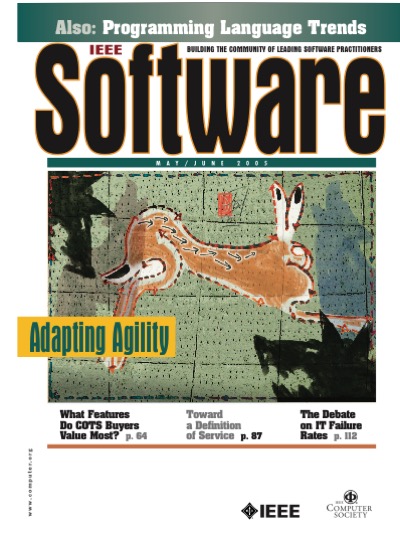 Also: Programming Language Trends
IEEE
BUILDING THE COMMUNITY OF LEADING SOFTWARE PRACTITIONERS
Software
MAY/JUNE 2005
Adapting Agility
What Features
Do COTS Buyers
Value Most? p. 64
Toward
a Definition
of Service p. 87
The Debate
on IT Failure
Rates p. 112
www.computer.org
IEEE
IEEE
COMPUTER
SOCIETY